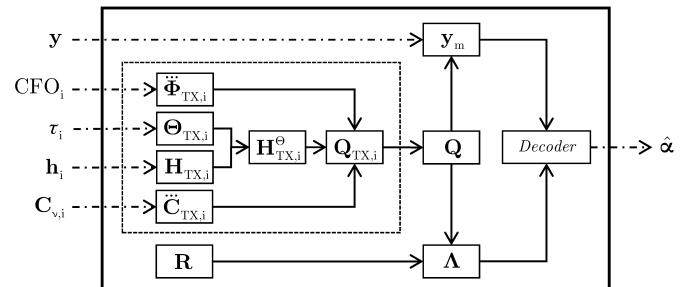 y
y_m
CFO_i
Φ⃛_TX,i
τ_i
Θ_TX,i
H^Θ_TX,i
Q_TX,i
Q
Decoder
α̂
h_i
H_TX,i
C_ν,i
C⃛_TX,i
R
Λ